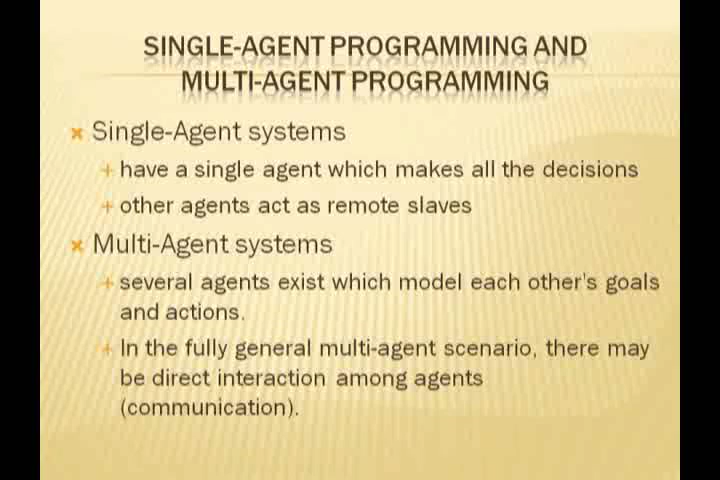 SINGLE-AGENT PROGRAMMING AND
MULTI-AGENT PROGRAMMING
Single-Agent systems
have a single agent which makes all the decisions
other agents act as remote slaves
Multi-Agent systems
several agents exist which model each other's goals
and actions.
In the fully general multi-agent scenario, there may
be direct interaction among agents
(communication).